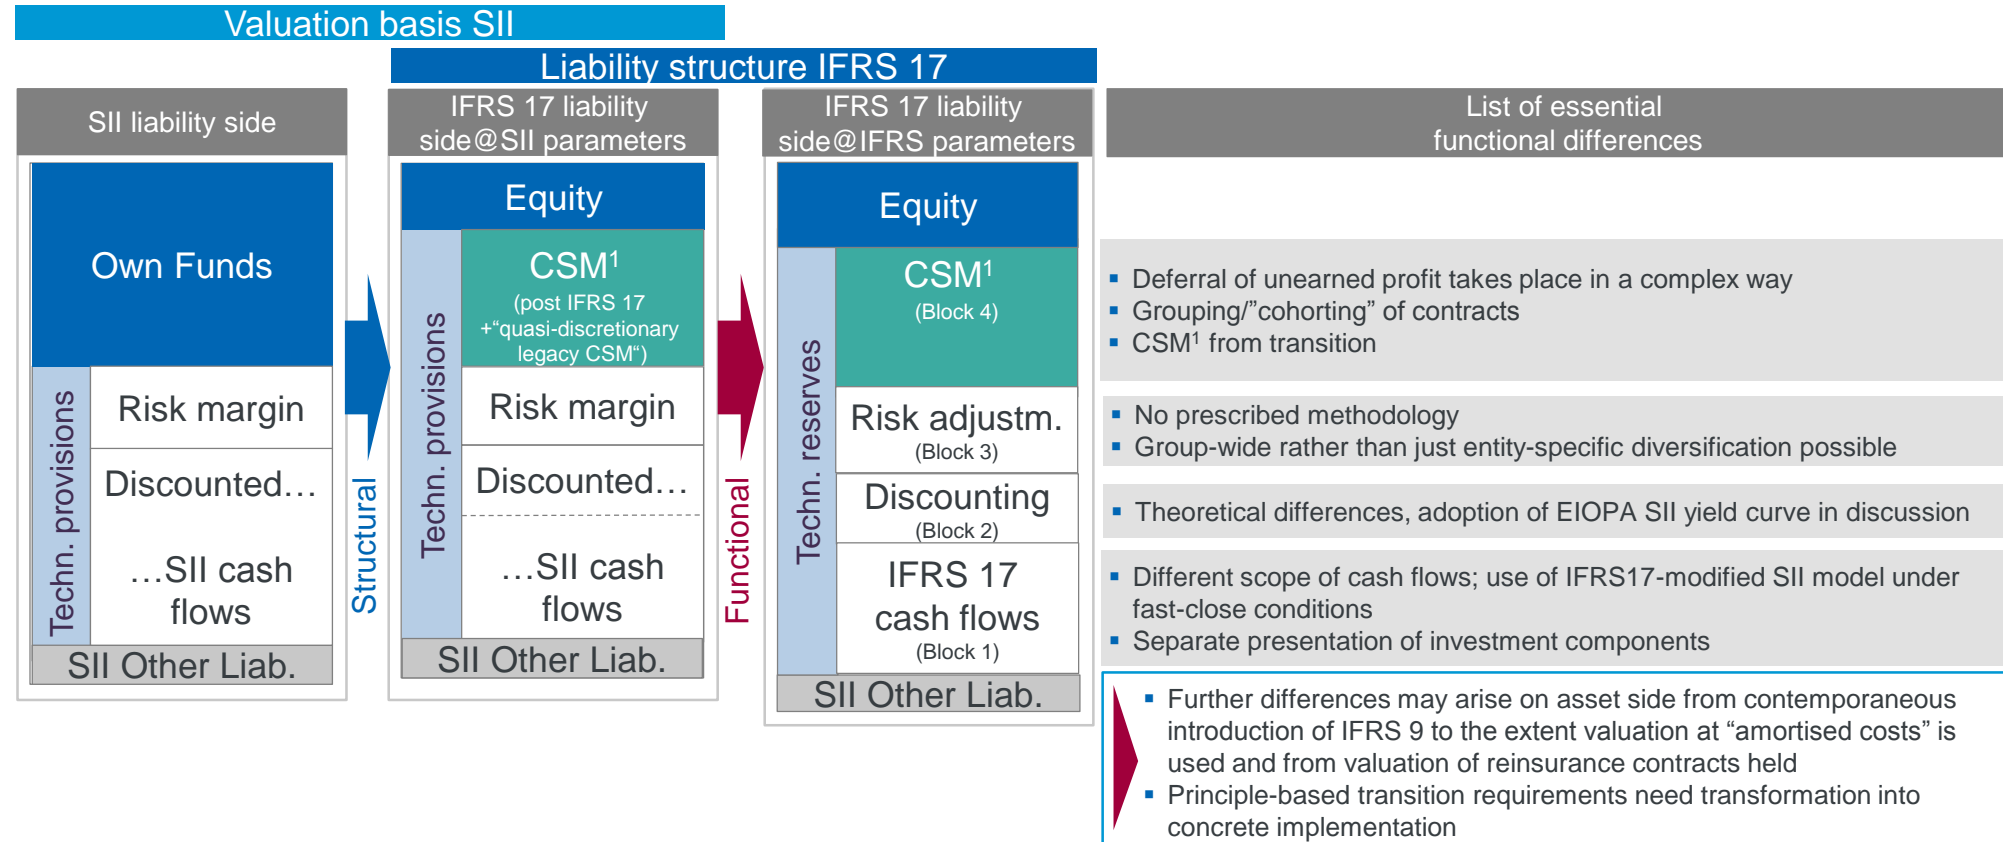 Valuation basis SII
Liability structure IFRS 17
SII liability side
Own Funds
Techn. provisions
Risk margin
Discounted…
…SII cash
flows
SII Other Liab.
Structural
IFRS 17 liability
side@SII parameters
Equity
Techn. provisions
CSM¹
(post IFRS 17
+“quasi-discretionary
legacy CSM“)
Risk margin
Discounted…
…SII cash
flows
SII Other Liab.
Functional
IFRS 17 liability
side@IFRS parameters
Equity
Techn. reserves
CSM¹
(Block 4)
Risk adjustm.
(Block 3)
Discounting
(Block 2)
IFRS 17
cash flows
(Block 1)
SII Other Liab.
List of essential
functional differences
▪ Deferral of unearned profit takes place in a complex way
▪ Grouping/”cohorting” of contracts
▪ CSM¹ from transition
▪ No prescribed methodology
▪ Group-wide rather than just entity-specific diversification possible
▪ Theoretical differences, adoption of EIOPA SII yield curve in discussion
▪ Different scope of cash flows; use of IFRS17-modified SII model under
fast-close conditions
▪ Separate presentation of investment components
▪ Further differences may arise on asset side from contemporaneous
introduction of IFRS 9 to the extent valuation at “amortised costs” is
used and from valuation of reinsurance contracts held
▪ Principle-based transition requirements need transformation into
concrete implementation